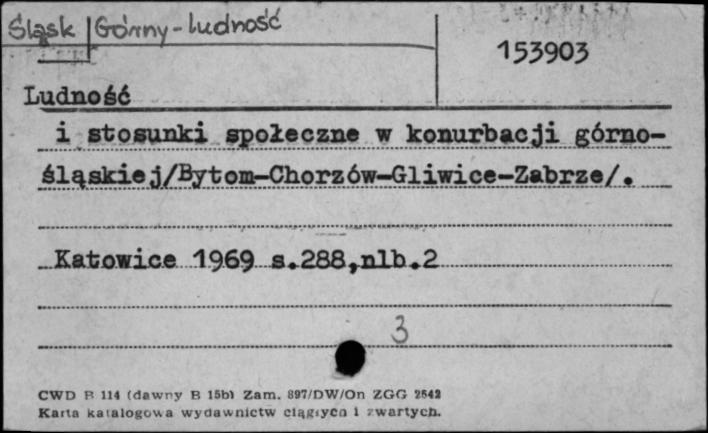 Śląsk Górny - ludność
153903
Ludność
i stosunki społeczne w konurbacji górno-
śląskiej/Bytom-Chorzów-Gliwice-Zabrze/.
Katowice 1969 s.288,nlb.2
3
CWD B 114 (dawny B 15b) Zam. 897/DW/On ZGG 2642
Karta katalogowa wydawnictw ciągłych i zwartych.